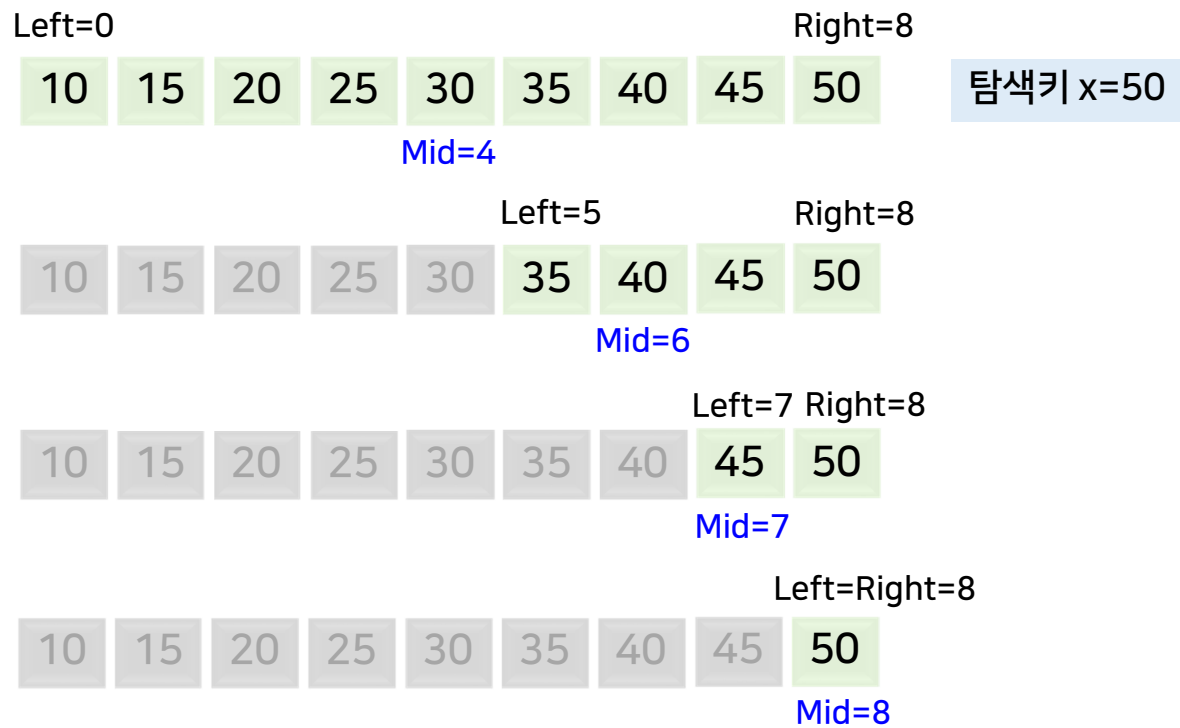 Left=0 Right=8
10 15 20 25 30 35 40 45 50 탐색키 x=50
Mid=4
Left=5 Right=8
10 15 20 25 30 35 40 45 50
Mid=6
Left=7 Right=8
10 15 20 25 30 35 40 45 50
Mid=7
Left=Right=8
10 15 20 25 30 35 40 45 50
Mid=8